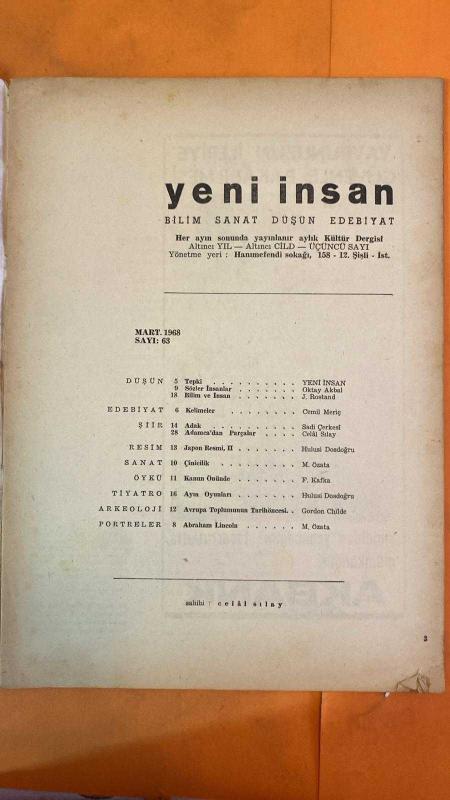 yeni insan
BİLİM SANAT DÜŞÜN EDEBİYAT
Her ayın sonunda yayınlanır aylık Kültür Dergisi
Altıncı YIL — Altıncı CİLD — ÜÇÜNCÜ SAYI
Yönetme yeri : Hanımefendi sokağı, 158 - 12. Şişli - İst.
MART. 1968
SAYI: 63
DÜŞÜN 5 Tepki . . . . . . . . . . YENİ İNSAN
9 Sözler İnsanlar . . . . . . . Oktay Akbal
18 Bilim ve İnsan . . . . . . . J. Rostand
EDEBİYAT 6 Kelimeler . . . . . . . . Cemil Meriç
ŞİİR 14 Adak . . . . . . . . . . Sadi Çerkesi
28 Adamca'dan Parçalar . . . . Celâl Sılay
RESİM 13 Japon Resmi, II . . . . . . . Hulusi Dosdoğru
SANAT 10 Çinicilik . . . . . . . . . M. Özata
ÖYKÜ 11 Kanun Önünde . . . . . . . F. Kafka
TİYATRO 16 Ayın Oyunları . . . . . . . Hulusi Dosdoğru
ARKEOLOJİ 12 Avrupa Toplumunun Tarihöncesi. . Gordon Childe
PORTRELER 8 Abraham Lincoln . . . . . . M. Özata
sahibi : celâl sılay
3